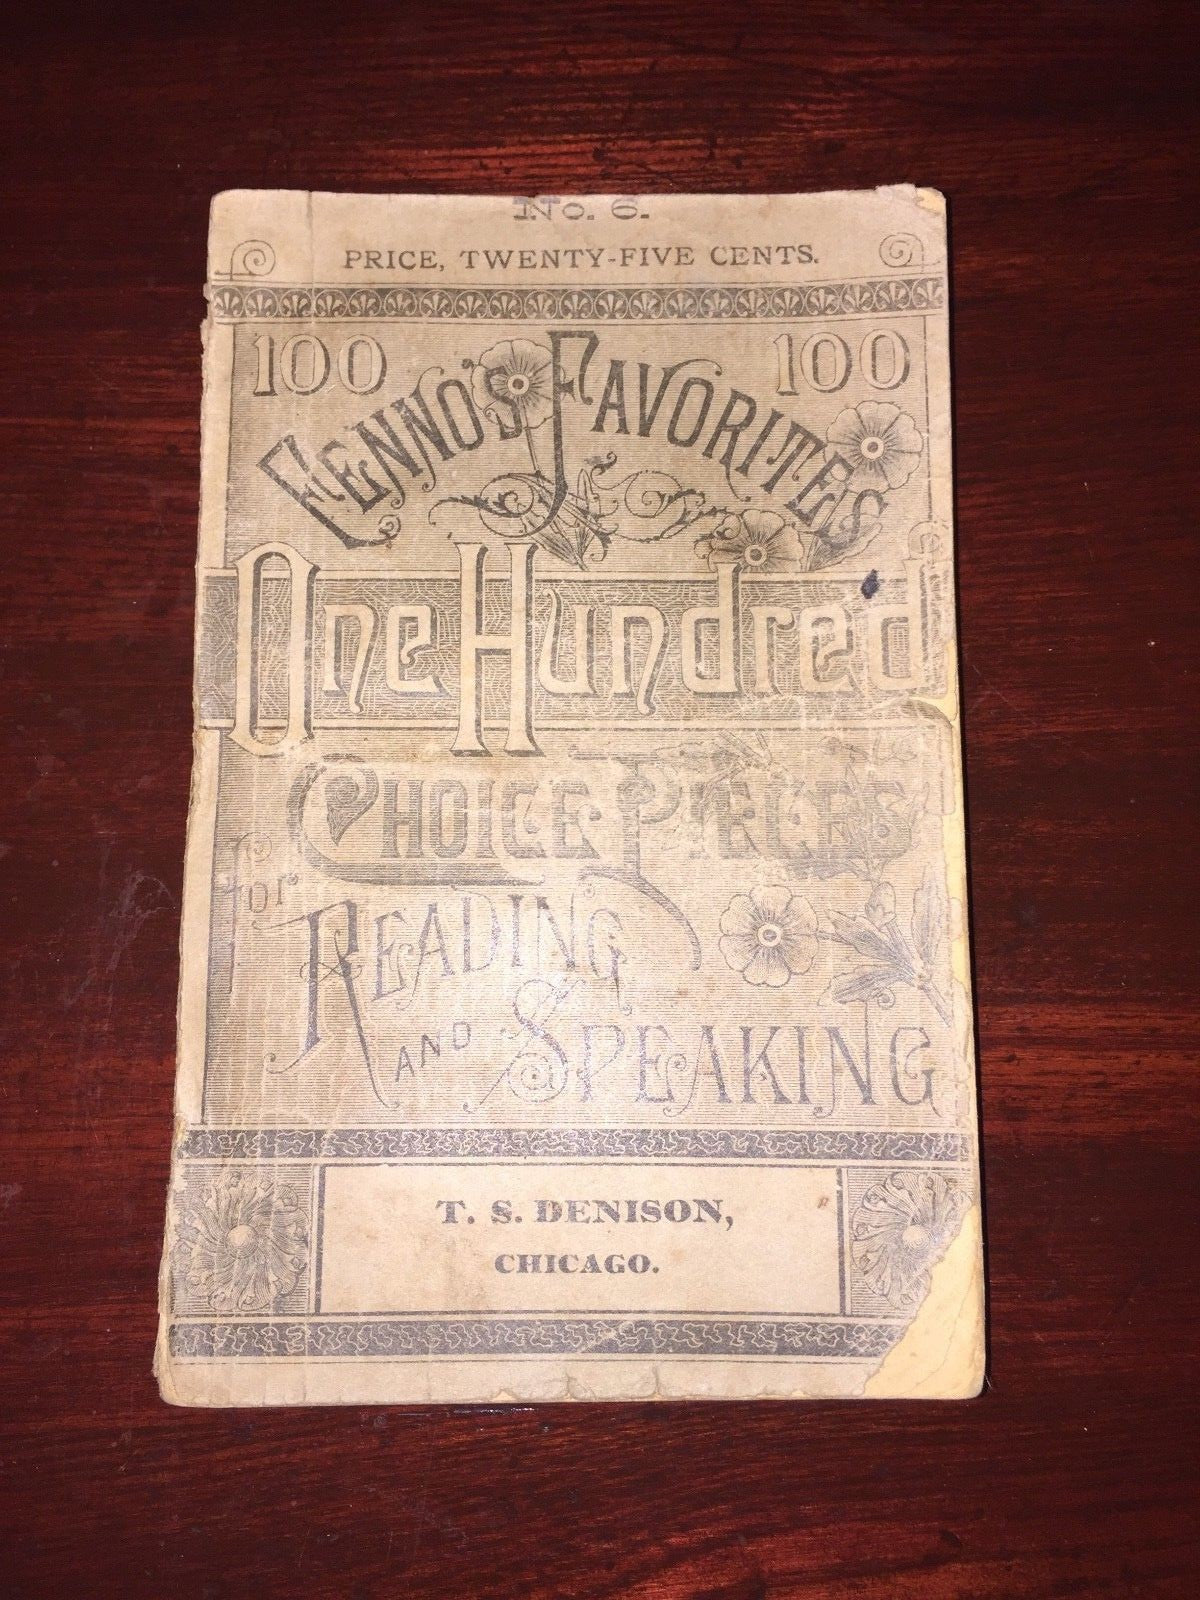 No. 6.
PRICE, TWENTY-FIVE CENTS.
100 100
FENNO'S FAVORITES
One Hundred
CHOICE PIECES
for
READING
AND SPEAKING
T. S. DENISON,
CHICAGO.